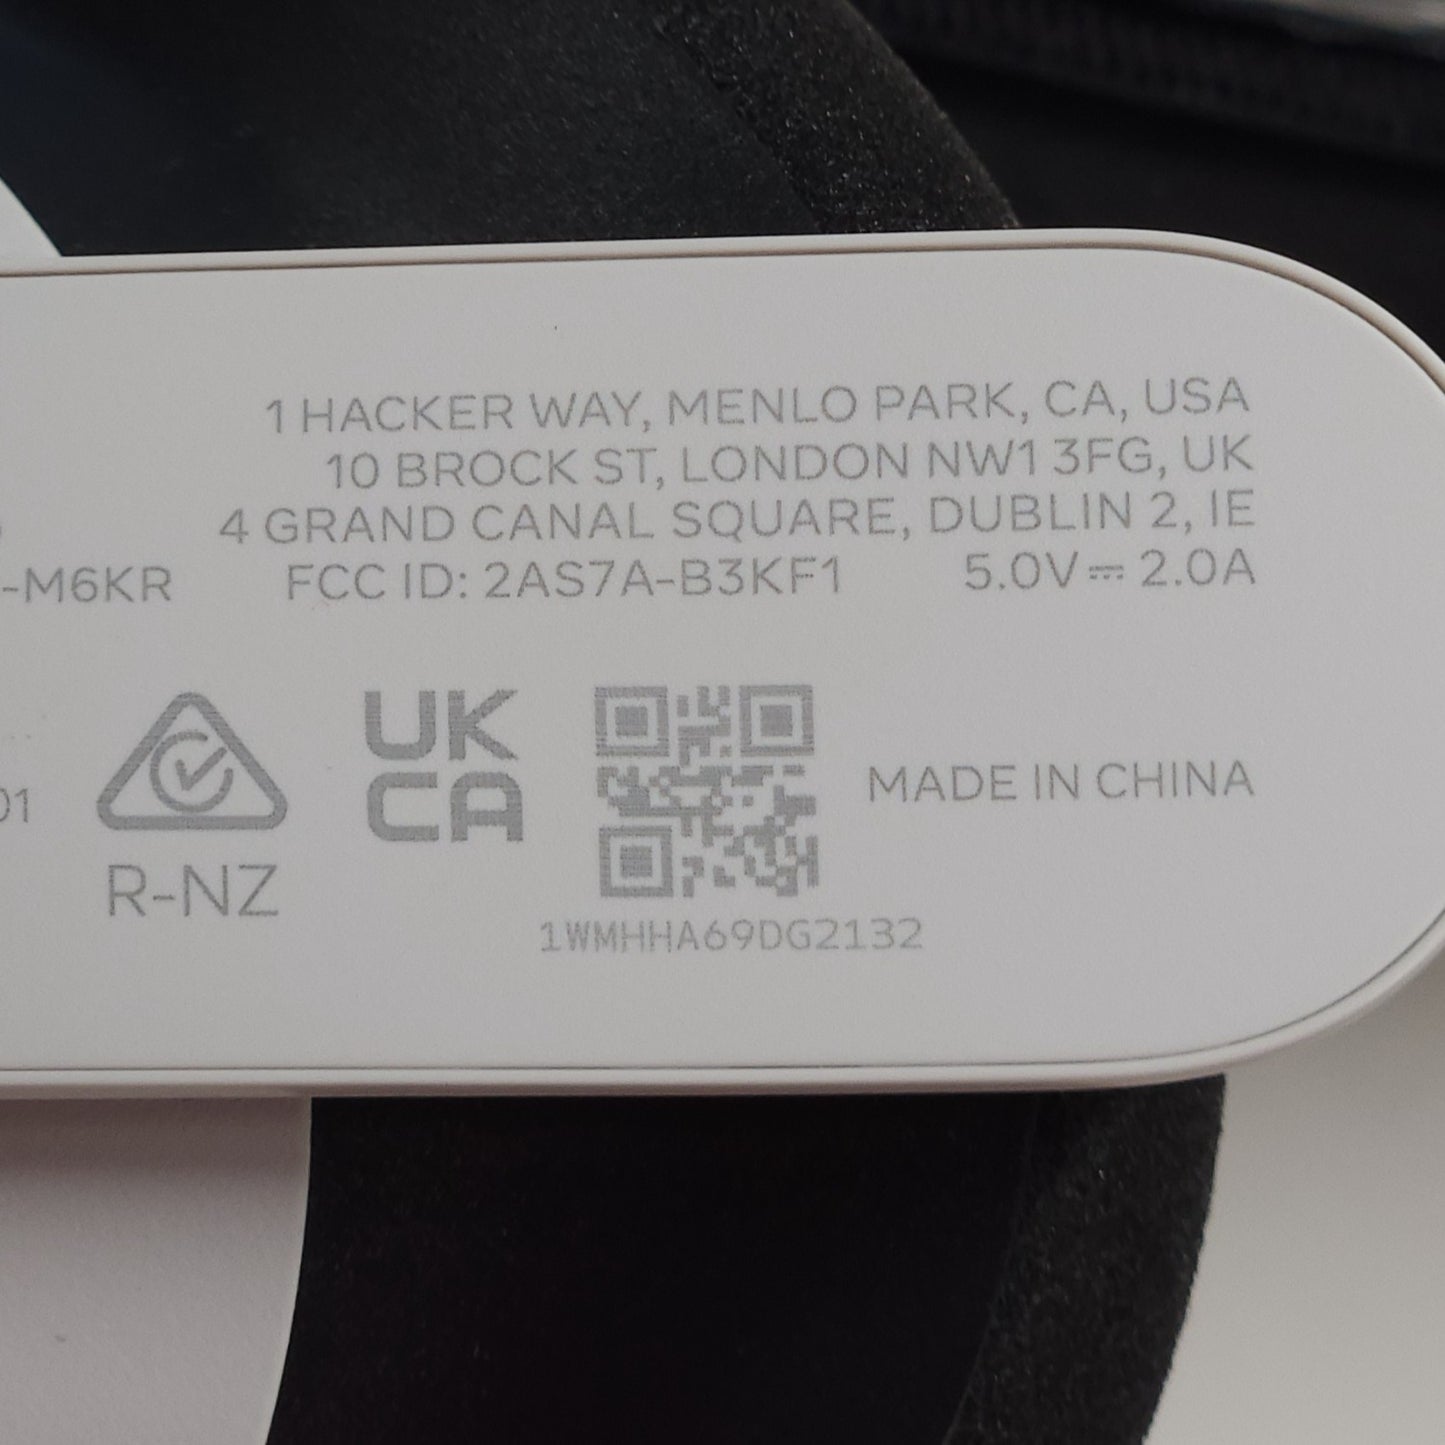 1 HACKER WAY, MENLO PARK, CA, USA
10 BROCK ST, LONDON NW1 3FG, UK
4 GRAND CANAL SQUARE, DUBLIN 2, IE
-M6KR FCC ID: 2AS7A-B3KF1 5.0V⎓2.0A
UK
CA
01
MADE IN CHINA
R-NZ
1WMHHA69DG2132